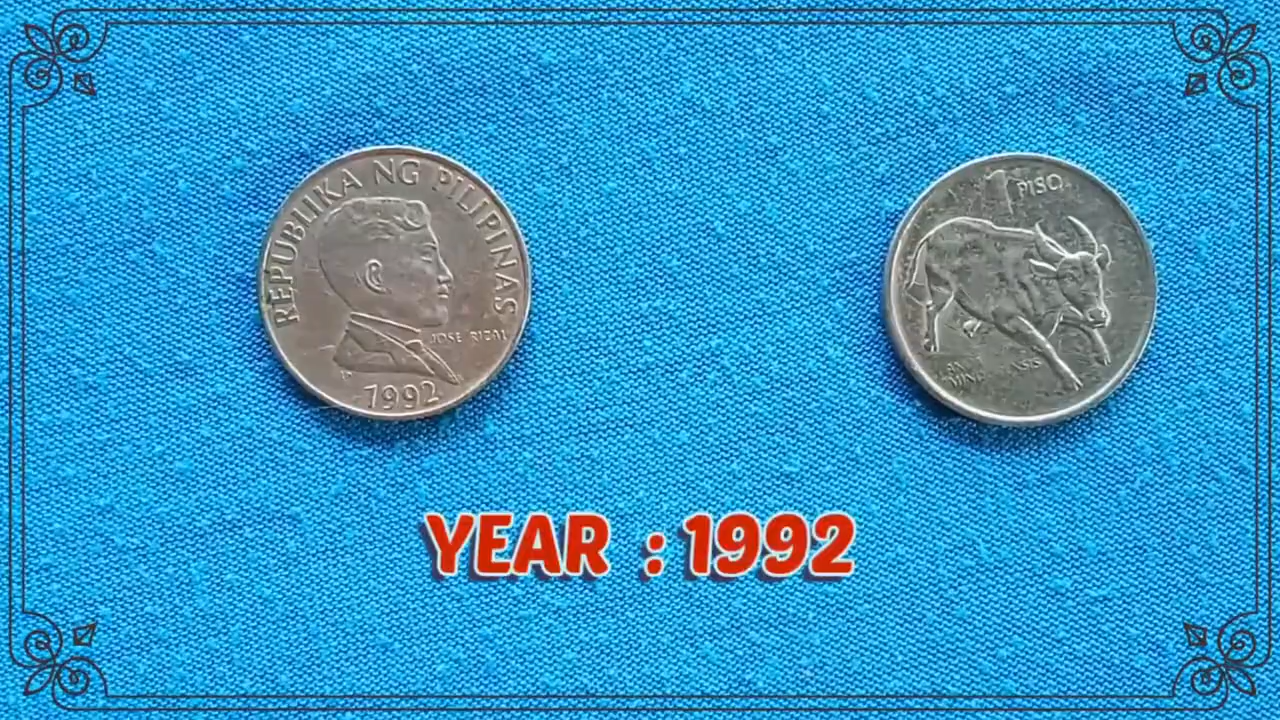 REPUBLIKA NG PILIPINAS
JOSE RIZAL
1992
1 PISO
YEAR : 1992